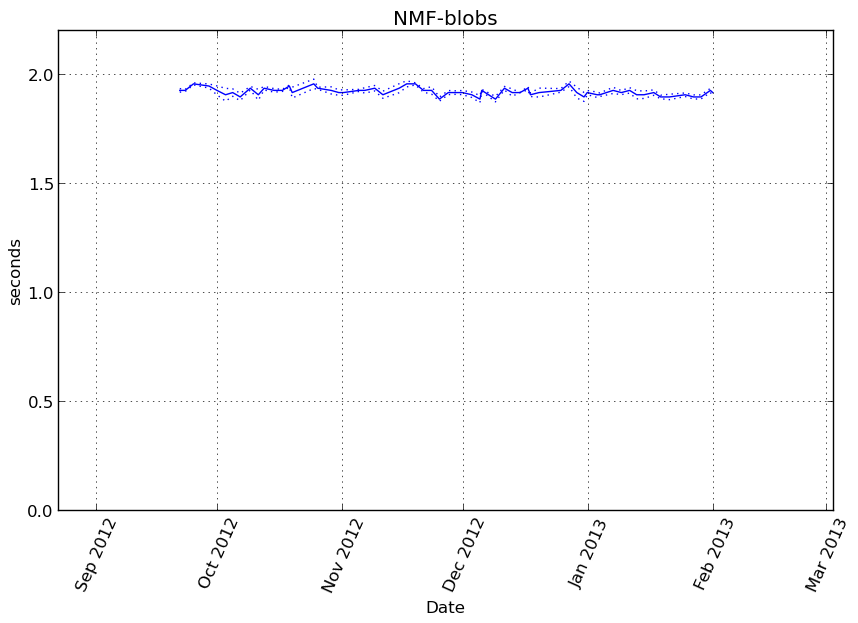 NMF-blobs
seconds
2.0
1.5
1.0
0.5
0.0
Sep 2012
Oct 2012
Nov 2012
Dec 2012
Jan 2013
Feb 2013
Mar 2013
Date